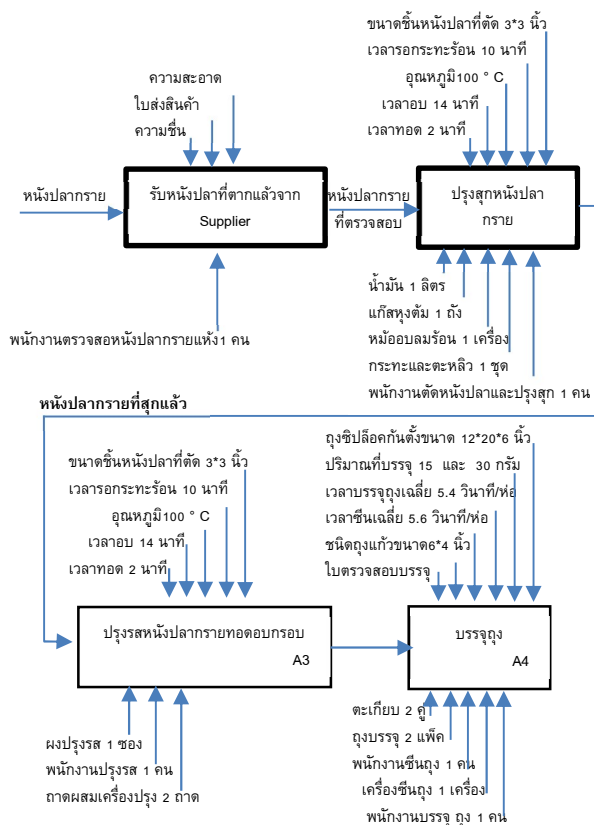 ขนาดชิ้นหนังปลาที่ตัด 3*3 นิ้ว
เวลารอกระทะร้อน 10 นาที
อุณหภูมิ100 ° C
เวลาอบ 14 นาที
เวลาทอด 2 นาที
ความสะอาด
ใบส่งสินค้า
ความชื่น
หนังปลากราย
รับหนังปลาที่ตากแล้วจาก
Supplier
หนังปลากราย
ที่ตรวจสอบ
ปรุงสุกหนังปลา
กราย
พนักงานตรวจสอหนังปลากรายแห้ง1 คน
น้ำมัน 1 ลิตร
แก๊สหุงต้ม 1 ถัง
หม้ออบลมร้อน 1 เครื่อง
กระทะและตะหลิว 1 ชุด
พนักงานตัดหนังปลาและปรุงสุก 1 คน
หนังปลากรายที่สุกแล้ว
ขนาดชิ้นหนังปลาที่ตัด 3*3 นิ้ว
เวลารอกระทะร้อน 10 นาที
อุณหภูมิ100 ° C
เวลาอบ 14 นาที
เวลาทอด 2 นาที
ถุงซิปล็อคก้นตั้งขนาด 12*20*6 นิ้ว
ปริมาณที่บรรจุ 15 และ 30 กรัม
เวลาบรรจุถุงเฉลี่ย 5.4 วินาที/ห่อ
เวลาซีนเฉลี่ย 5.6 วินาที/ห่อ
ชนิดถุงแก้วขนาด6*4 นิ้ว
ใบตรวจสอบบรรจุ
ปรุงรสหนังปลากรายทอดอบกรอบ
A3
บรรจุถุง
A4
ผงปรุงรส 1 ซอง
พนักงานปรุงรส 1 คน
ถาดผสมเครื่องปรุง 2 ถาด
ตะเกียบ 2 คู่
ถุงบรรจุ 2 แพ็ค
พนักงานซีนถุง 1 คน
เครื่องซีนถุง 1 เครื่อง
พนักงานบรรจุ ถุง 1 คน